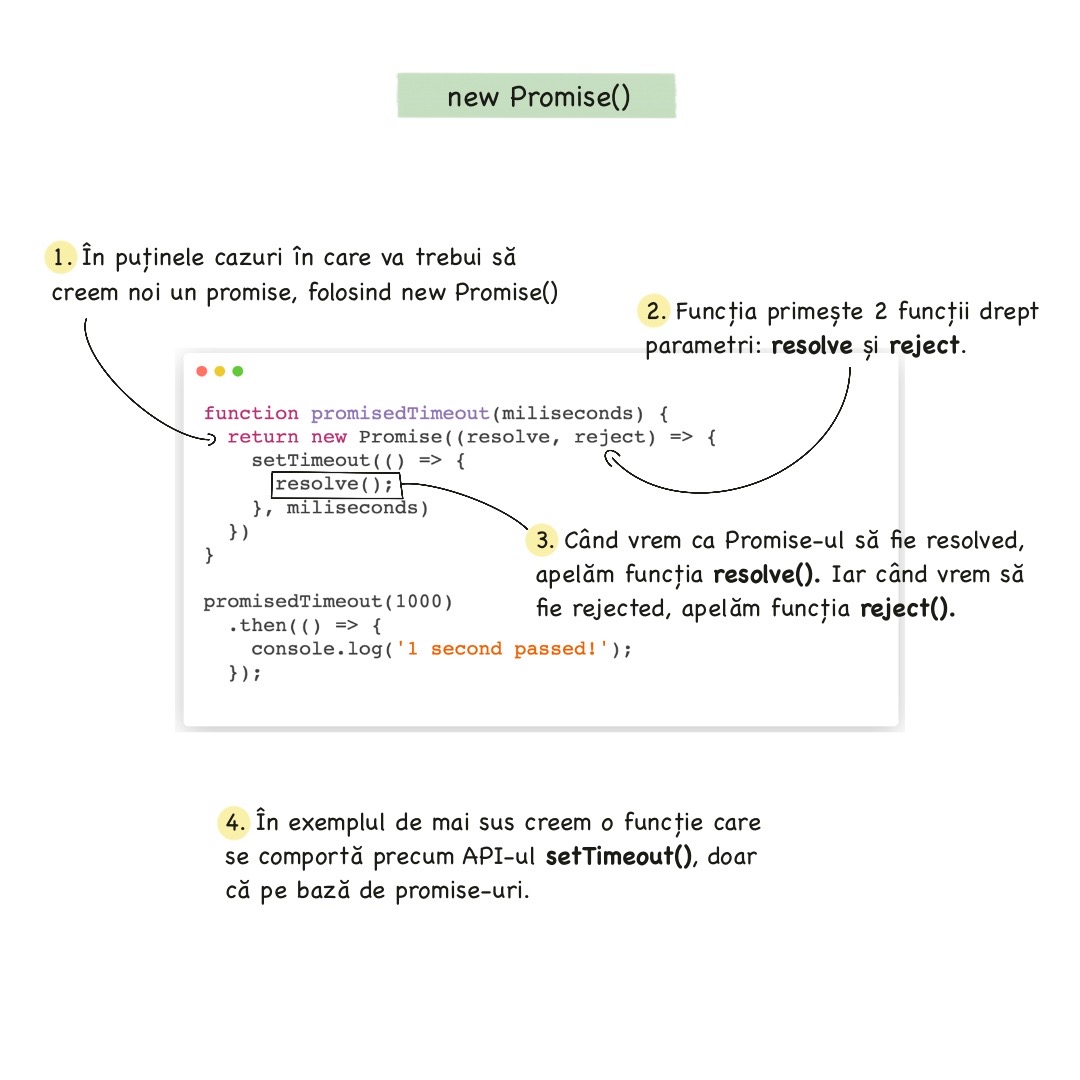 new Promise()
1. În puținele cazuri în care va trebui să
creem noi un promise, folosind new Promise()
2. Funcția primește 2 funcții drept
parametri: resolve și reject.
function promisedTimeout(miliseconds) {
  return new Promise((resolve, reject) => {
    setTimeout(() => {
      resolve();
    }, miliseconds)
  })
}
3. Când vrem ca Promise-ul să fie resolved,
apelăm funcția resolve(). Iar când vrem să
fie rejected, apelăm funcția reject().
promisedTimeout(1000)
  .then(() => {
    console.log('1 second passed!');
  });
4. În exemplul de mai sus creem o funcție care
se comportă precum API-ul setTimeout(), doar
că pe bază de promise-uri.